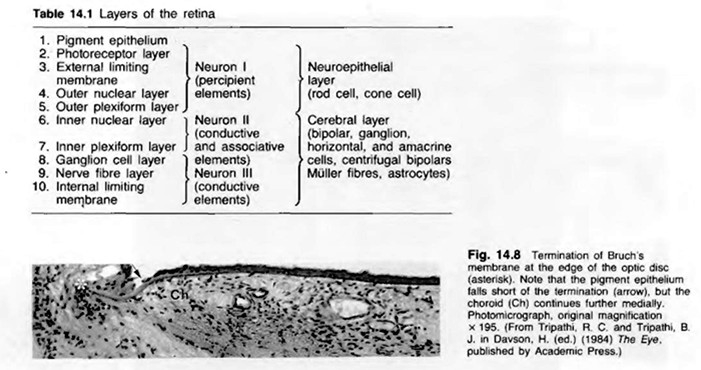 Table 14.1 Layers of the retina
1. Pigment epithelium
2. Photoreceptor layer
3. External limiting
membrane
4. Outer nuclear layer
5. Outer plexiform layer
6. Inner nuclear layer
7. Inner plexiform layer
8. Ganglion cell layer
9. Nerve fibre layer
10. Internal limiting
membrane
Neuron I
(percipient
elements)
Neuron II
(conductive
and associative
elements)
Neuron III
(conductive
elements)
Neuroepithelial
layer
(rod cell, cone cell)
Cerebral layer
(bipolar, ganglion,
horizontal, and amacrine
cells, centrifugal bipolars
Müller fibres, astrocytes)
Ch
Fig. 14.8 Termination of Bruch's
membrane at the edge of the optic disc
(asterisk). Note that the pigment epithelium
falls short of the termination (arrow), but the
choroid (Ch) continues further medially.
Photomicrograph, original magnification
× 195. (From Tripathi, R. C. and Tripathi, B.
J. in Davson, H. (ed.) (1984) The Eye,
published by Academic Press.)